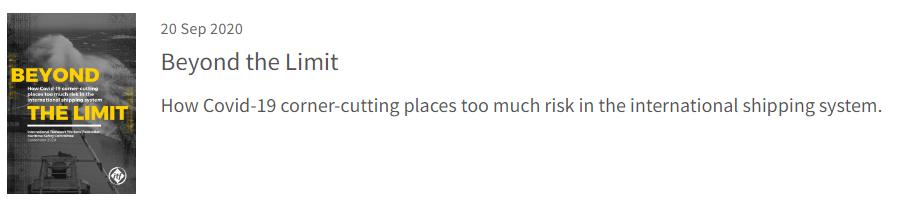 20 Sep 2020
Beyond the Limit
How Covid-19 corner-cutting places too much risk in the international shipping system.
BEYOND
How Covid-19 corner-cutting
places too much risk in the
international shipping system
THE LIMIT
International Transport Workers' Federation
Maritime Safety Committee
September 2020
itf